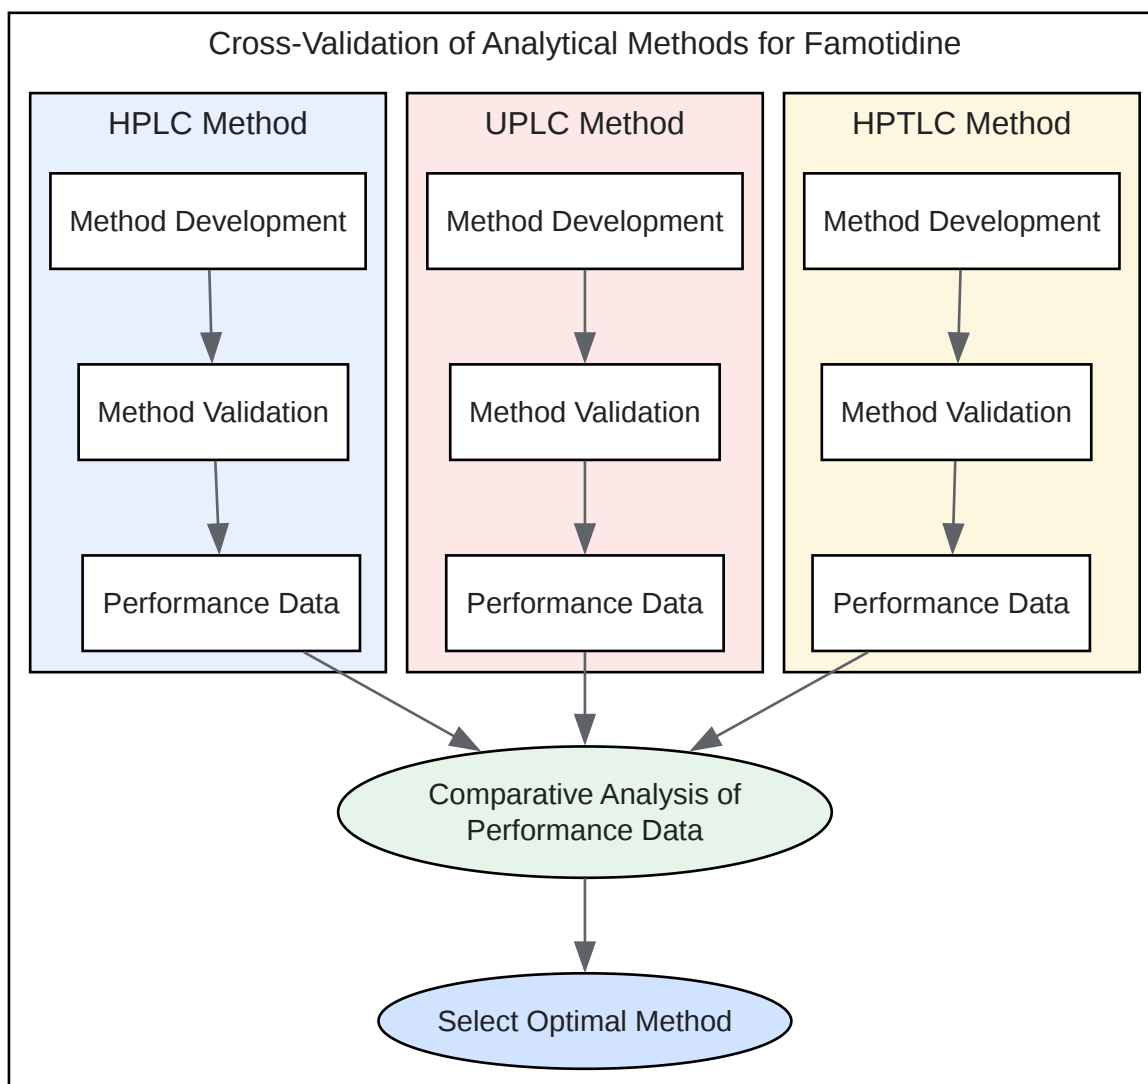 Cross-Validation of Analytical Methods for Famotidine
HPLC Method
Method Development
Method Validation
Performance Data
UPLC Method
Method Development
Method Validation
Performance Data
HPTLC Method
Method Development
Method Validation
Performance Data
Comparative Analysis of
Performance Data
Select Optimal Method